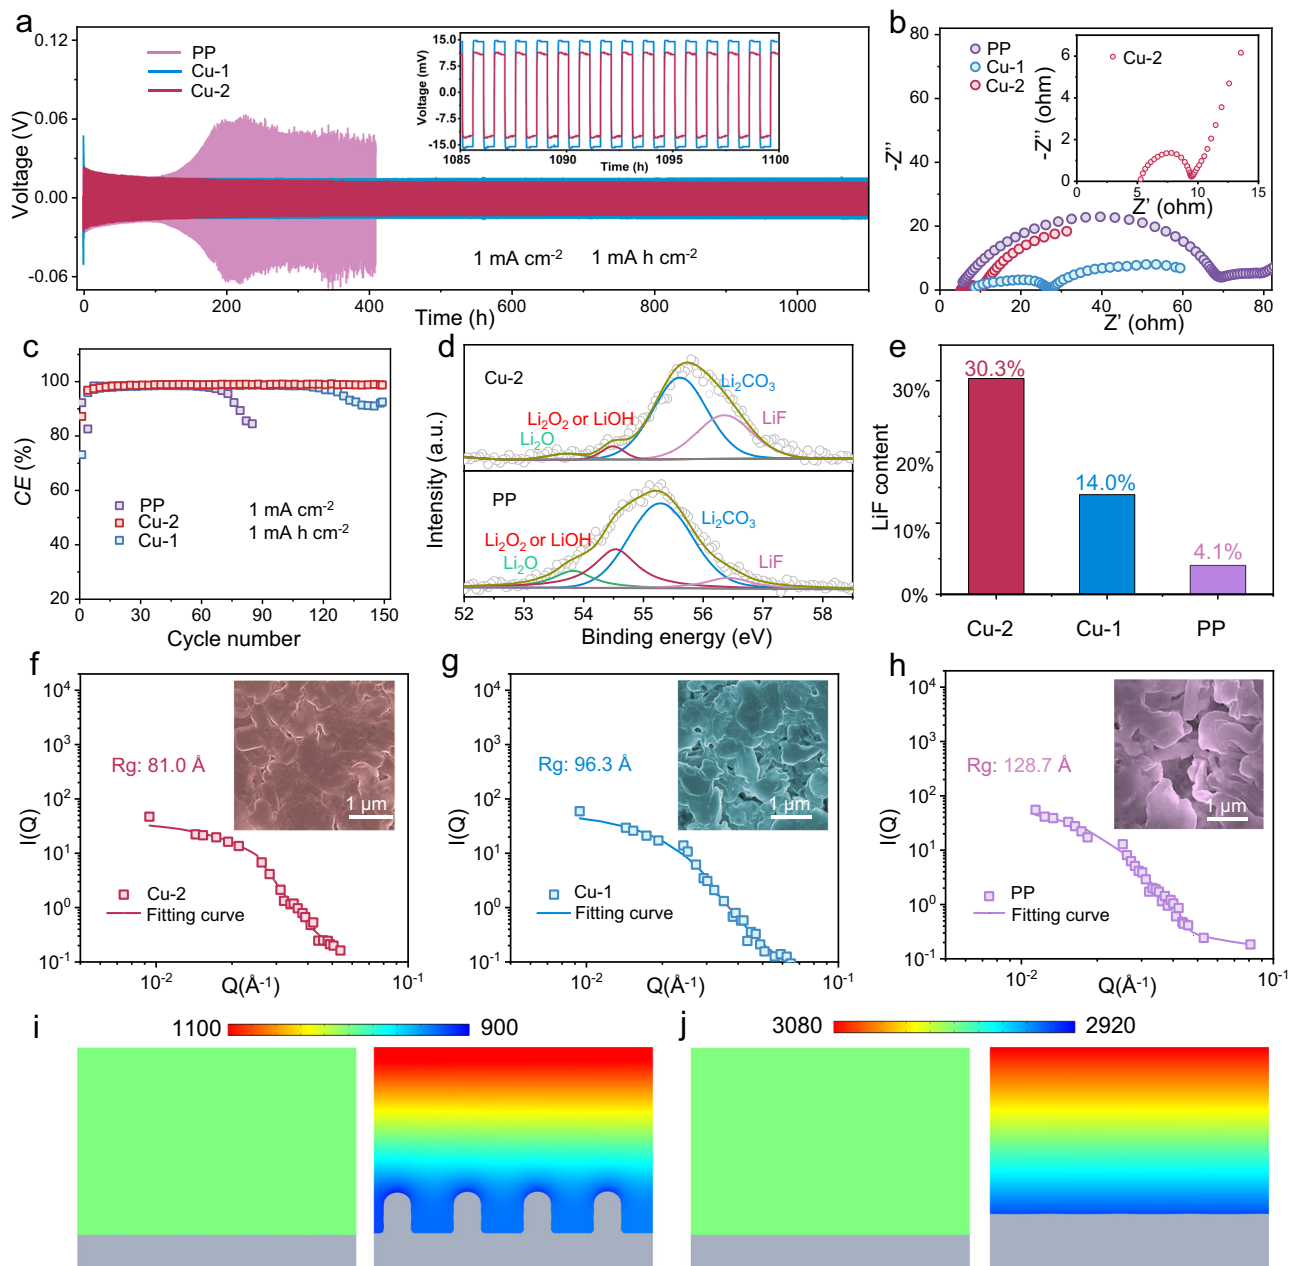 a
0.12
0.06
0.00
-0.06
Voltage (V)
PP
Cu-1
Cu-2
15.0
7.5
0.0
-7.5
-15.0
Voltage (mV)
1085
1090
1095
1100
Time (h)
1 mA cm-2 1 mA h cm-2
0
200
400
600
800
1000
Time (h)
b
80
60
40
20
0
-Z''
PP
Cu-1
Cu-2
6
4
2
0
-Z'' (ohm)
Cu-2
0
5
10
15
Z' (ohm)
0
20
40
60
80
Z' (ohm)
c
100
80
60
40
20
CE (%)
PP
Cu-2
Cu-1
1 mA cm-2
1 mA h cm-2
0
30
60
90
120
150
Cycle number
d
Intensity (a.u.)
Cu-2
Li2CO3
Li2O2 or LiOH
Li2O
LiF
PP
Li2CO3
Li2O2 or LiOH
Li2O
LiF
52
53
54
55
56
57
58
Binding energy (eV)
e
30%
20%
10%
0%
LiF content
30.3%
14.0%
4.1%
Cu-2
Cu-1
PP
f
104
103
102
101
100
10-1
I(Q)
Rg: 81.0 Å
1 μm
Cu-2
Fitting curve
10-2
10-1
Q(Å-1)
g
104
103
102
101
100
10-1
I(Q)
Rg: 96.3 Å
1 μm
Cu-1
Fitting curve
10-2
10-1
Q(Å-1)
h
104
103
102
101
100
10-1
I(Q)
Rg: 128.7 Å
1 μm
PP
Fitting curve
10-2
10-1
Q(Å-1)
i
1100
900
j
3080
2920